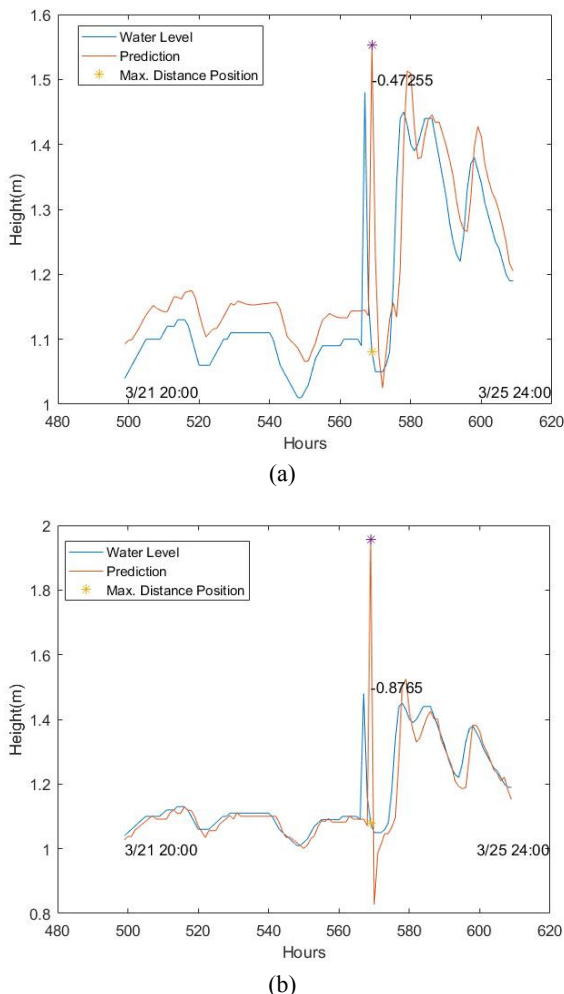 1.6
Water Level
Prediction
Max. Distance Position
1.5
-0.47255
1.4
Height(m)
1.3
1.2
1.1
1
3/21 20:00
3/25 24:00
480 500 520 540 560 580 600 620
Hours
(a)
2
Water Level
Prediction
Max. Distance Position
1.8
1.6
-0.8765
1.4
Height(m)
1.2
1
3/21 20:00
3/25 24:00
0.8
480 500 520 540 560 580 600 620
Hours
(b)